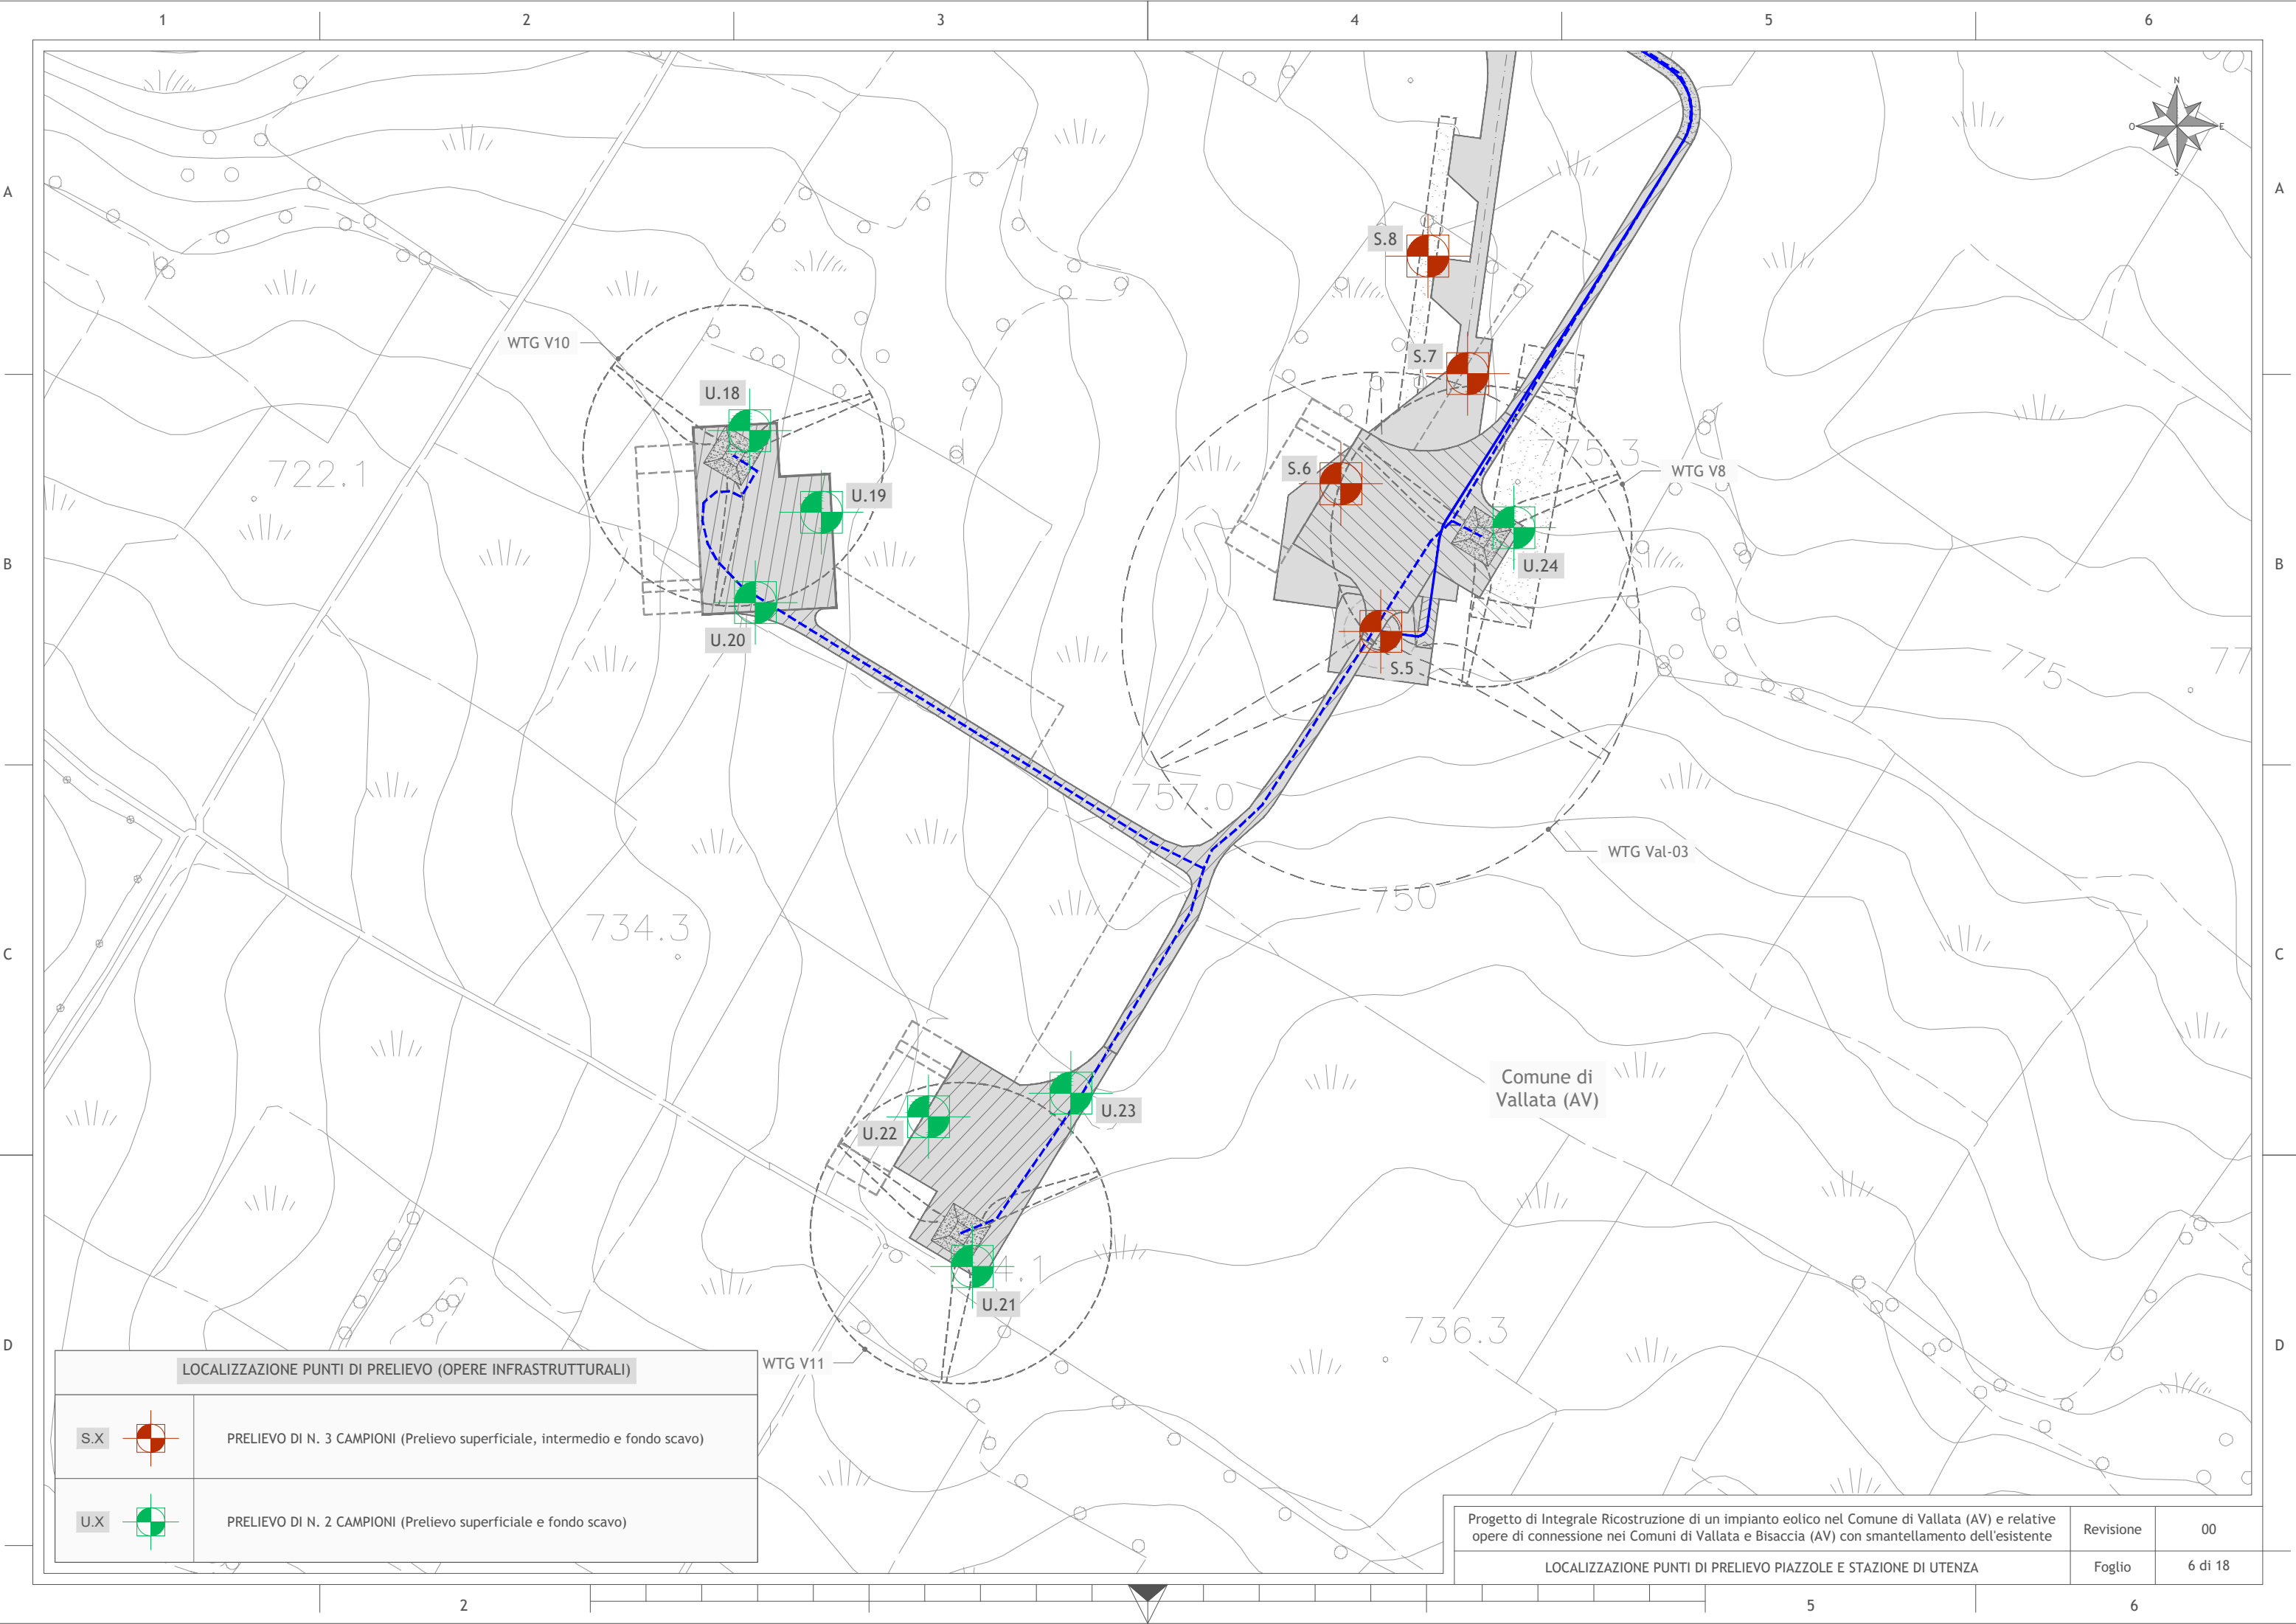 1 2 3 4 5 6
N
O E
S
A A
S.8
WTG V10
S.7
U.18
775.3
S.6
WTG V8
722.1
U.19
B B
U.24
U.20
S.5
775
77
757.0
WTG Val-03
750
734.3
C C
Comune di
Vallata (AV)
U.23
U.22
4.1
U.21
736.3
D D
WTG V11
LOCALIZZAZIONE PUNTI DI PRELIEVO (OPERE INFRASTRUTTURALI)
S.X PRELIEVO DI N. 3 CAMPIONI (Prelievo superficiale, intermedio e fondo scavo)
U.X PRELIEVO DI N. 2 CAMPIONI (Prelievo superficiale e fondo scavo)
Progetto di Integrale Ricostruzione di un impianto eolico nel Comune di Vallata (AV) e relative
opere di connessione nei Comuni di Vallata e Bisaccia (AV) con smantellamento dell'esistente
Revisione 00
LOCALIZZAZIONE PUNTI DI PRELIEVO PIAZZOLE E STAZIONE DI UTENZA
Foglio 6 di 18
2 5 6